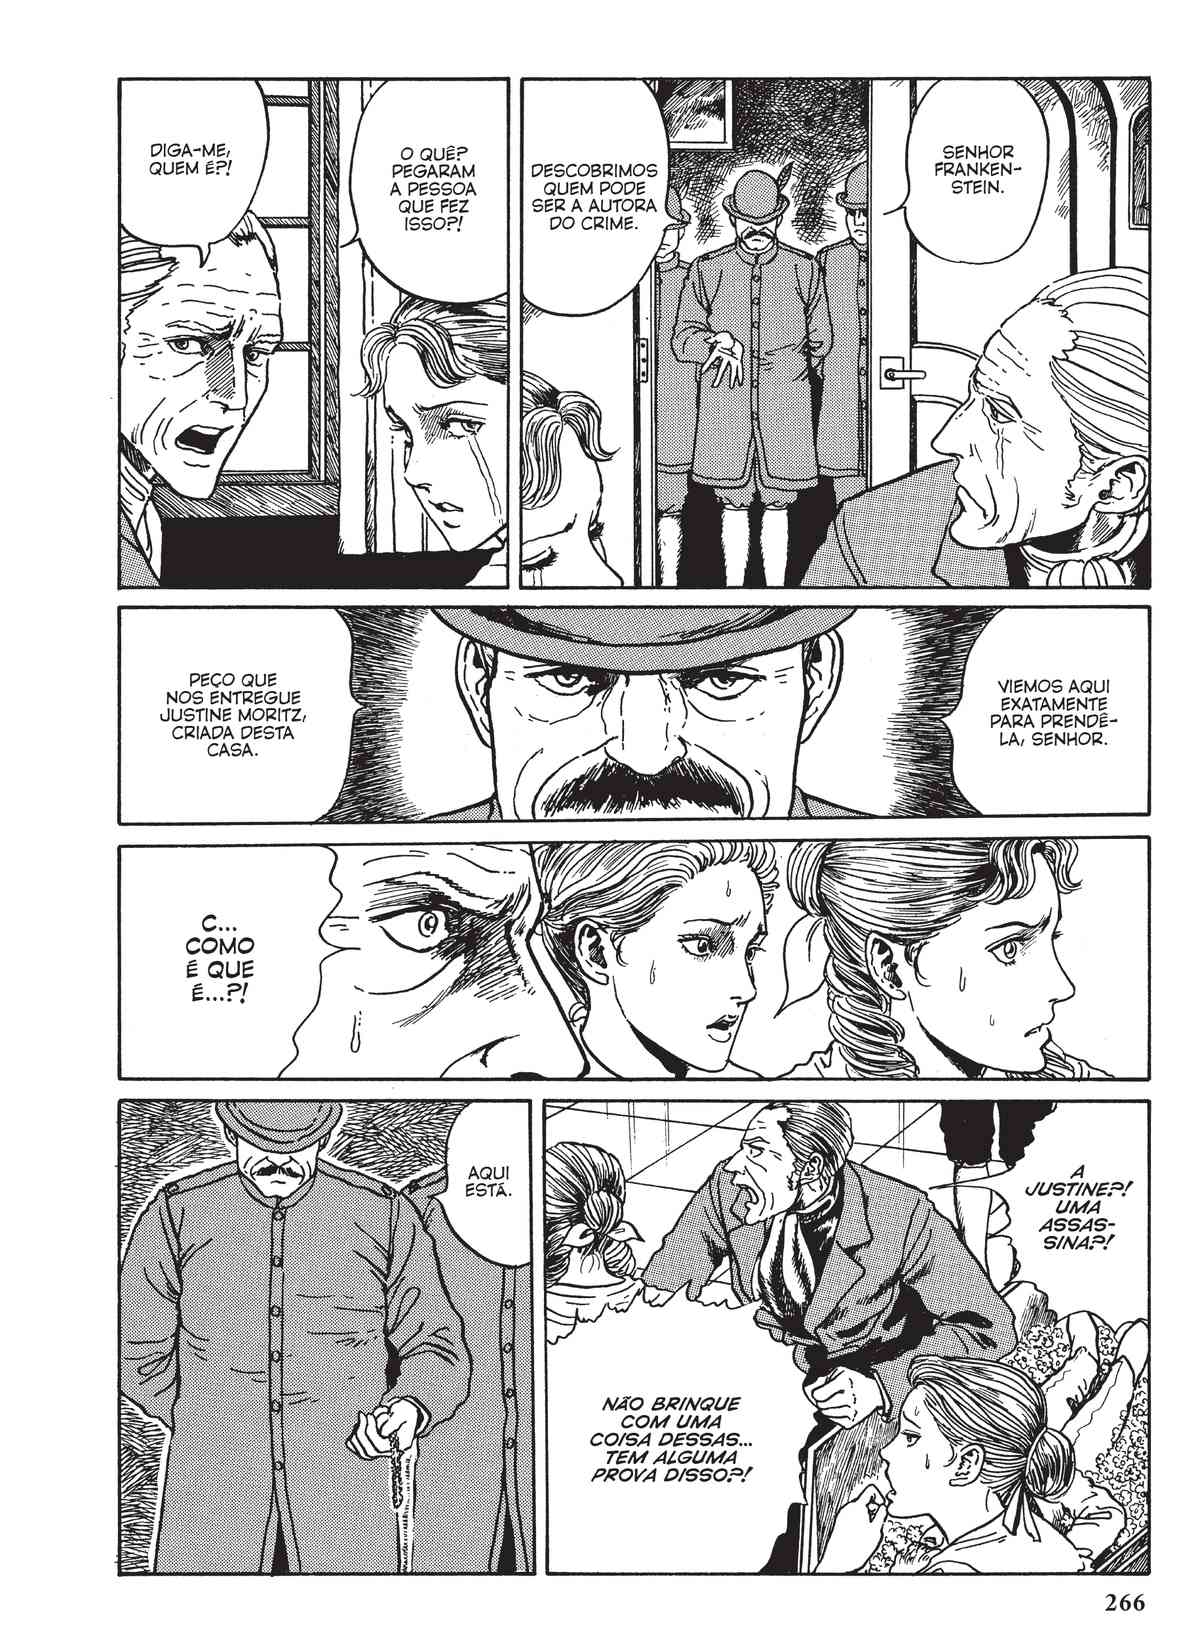 SENHOR
FRANKEN-
STEIN.
DESCOBRIMOS
QUEM PODE
SER A AUTORA
DO CRIME.
O QUÊ?
PEGARAM
A PESSOA
QUE FEZ
ISSO?!
DIGA-ME,
QUEM É?!
VIEMOS AQUI
EXATAMENTE
PARA PRENDÊ-
LA, SENHOR.
PEÇO QUE
NOS ENTREGUE
JUSTINE MORITZ,
CRIADA DESTA
CASA.
C...
COMO
É QUE
É...?!
A
JUSTINE?!
UMA
ASSAS-
SINA?!
NÃO BRINQUE
COM UMA
COISA DESSAS...
TEM ALGUMA
PROVA DISSO?!
AQUI
ESTÁ.
266